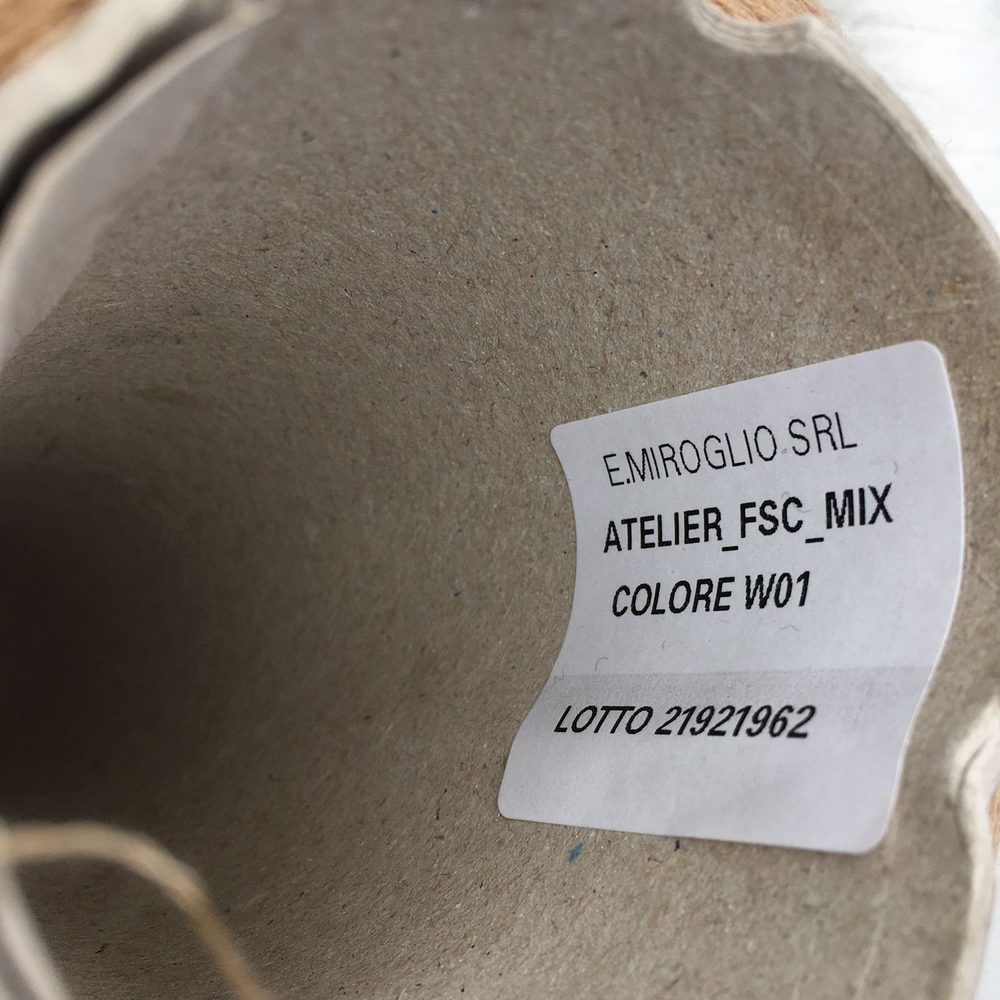 E.MIROGLIO SRL
ATELIER_FSC_MIX
COLORE W01
LOTTO 21921962